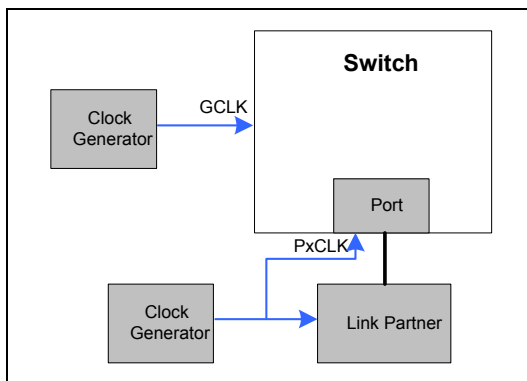 Switch
Clock
Generator
GCLK
Port
PxCLK
Clock
Generator
Link Partner